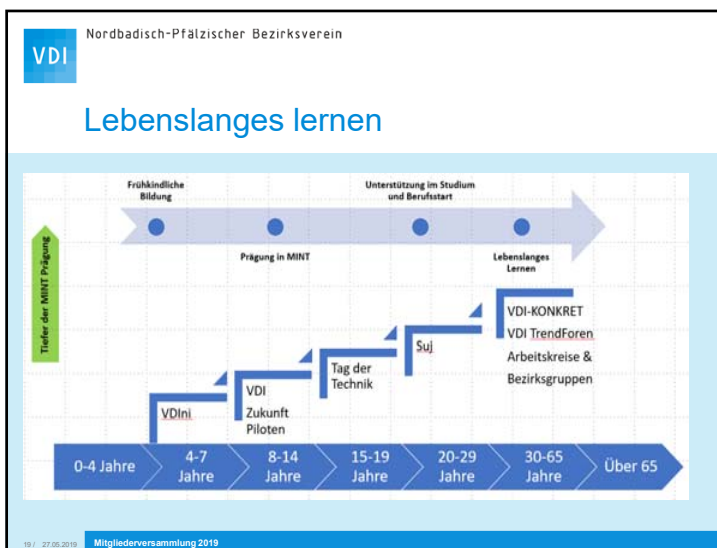 Nordbadisch-Pfälzischer Bezirksverein
VDI
Lebenslanges lernen
Frühkindliche
Bildung
Unterstützung im Studium
und Berufsstart
Prägung in MINT
Lebenslanges
Lernen
Tiefer der MINT Prägung
VDIni
VDI
Zukunft
Piloten
Tag der
Technik
Suj
VDI-KONKRET
VDI TrendForen
Arbeitskreise &
Bezirksgruppen
0-4 Jahre
4-7
Jahre
8-14
Jahre
15-19
Jahre
20-29
Jahre
30-65
Jahre
Über 65
19 / 27.05.2019 Mitgliederversammlung 2019